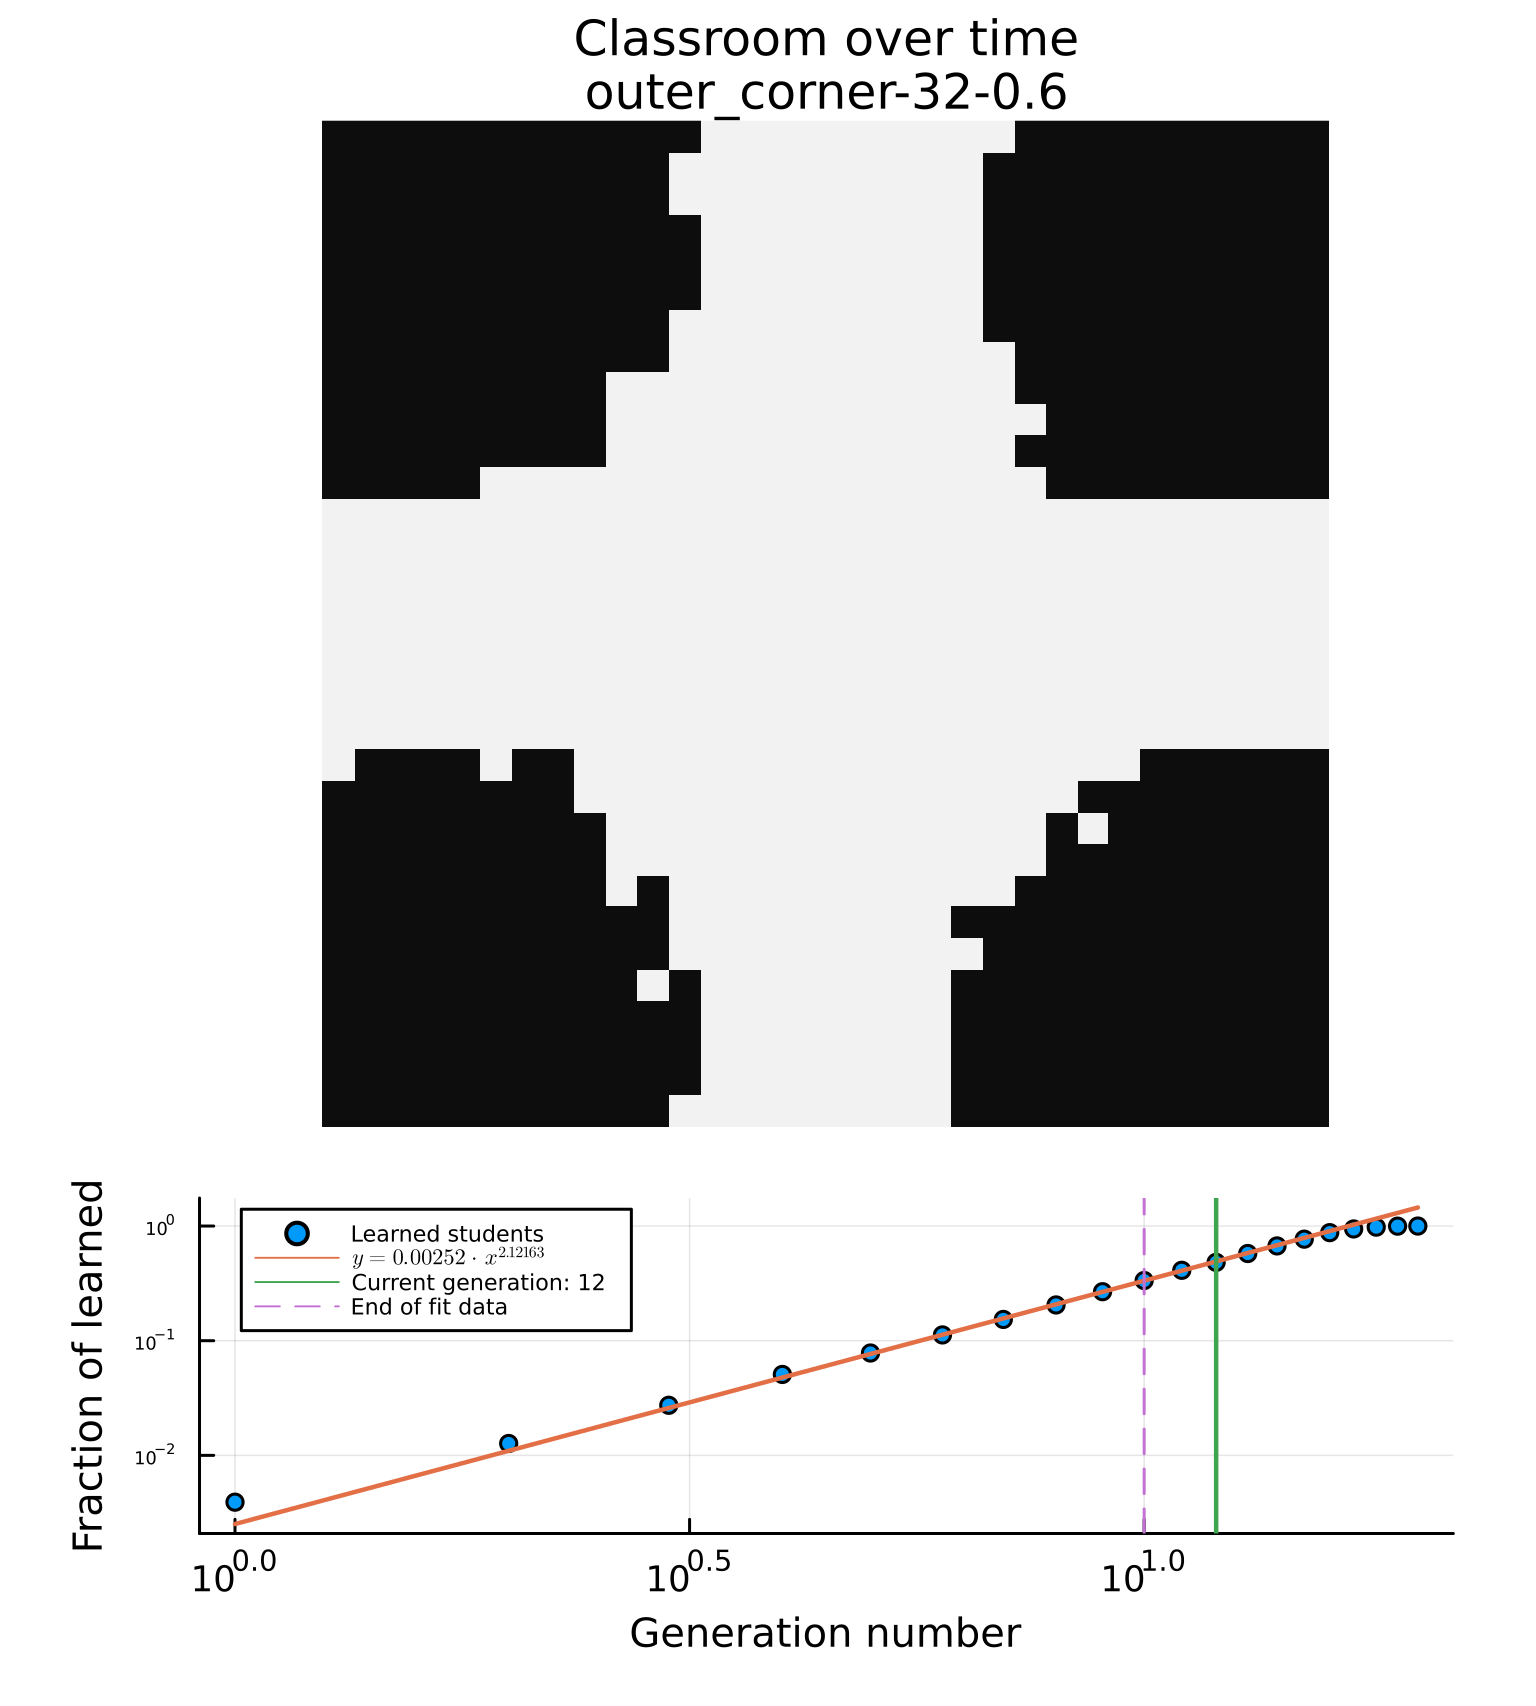 Classroom over time
outer_corner-32-0.6
Fraction of learned
10⁰
10⁻¹
10⁻²
Learned students
y = 0.00252 · x^2.12163
Current generation: 12
End of fit data
10^0.0
10^0.5
10^1.0
Generation number